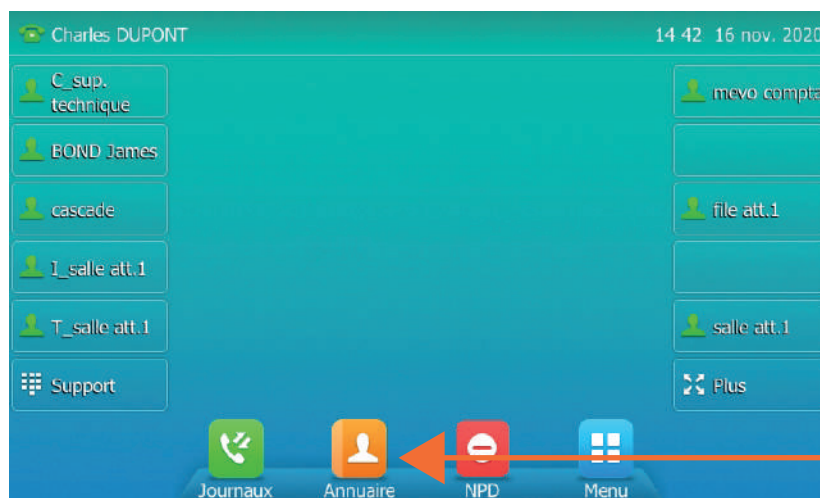 Charles DUPONT
14 42 16 nov. 2020
C_sup.
technique
mevo compta
BOND James
cascade
file att.1
I_salle att.1
T_salle att.1
salle att.1
Support
Plus
Journaux
Annuaire
NPD
Menu